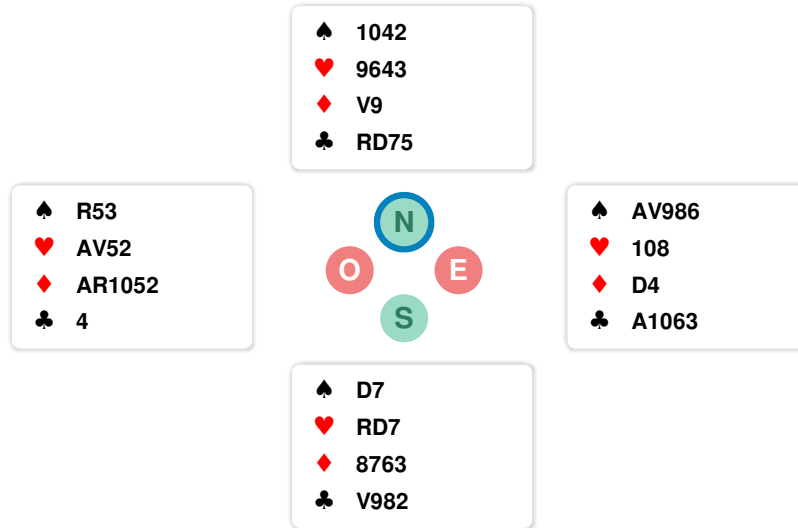 ♠ 1042
♥ 9643
♦ V9
♣ RD75
♠ R53
♥ AV52
♦ AR1052
♣ 4
N
O
E
S
♠ AV986
♥ 108
♦ D4
♣ A1063
♠ D7
♥ RD7
♦ 8763
♣ V982